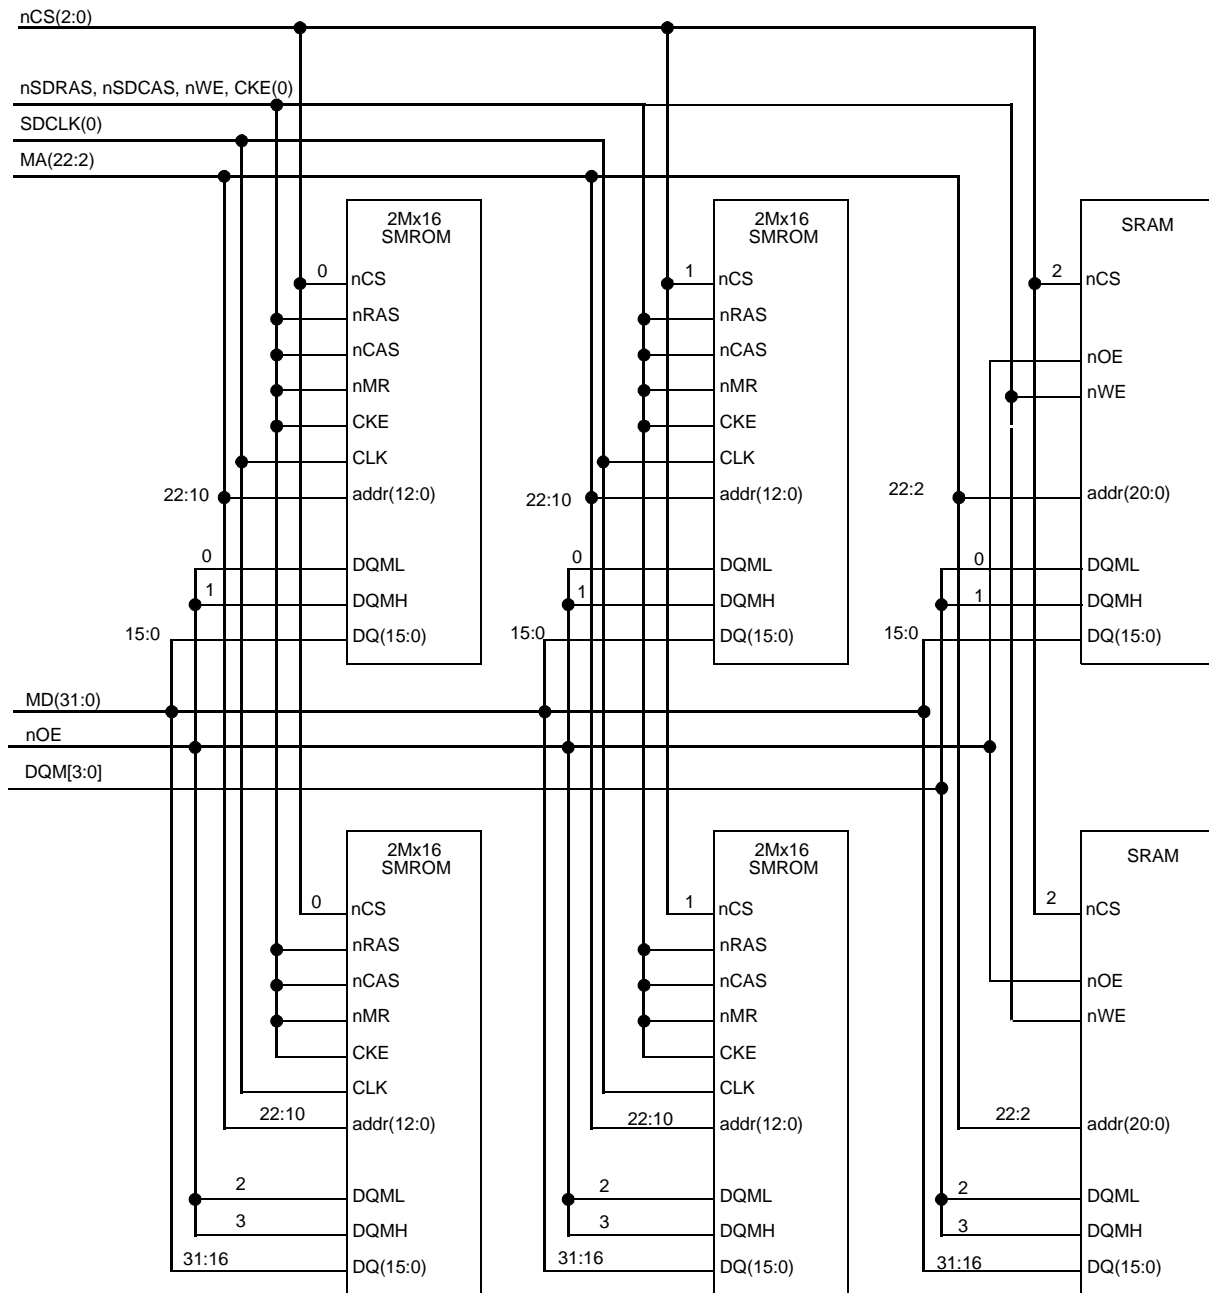 nCS(2:0)
nSDRAS, nSDCAS, nWE, CKE(0)
SDCLK(0)
MA(22:2)
2Mx16
SMROM
0
nCS
nRAS
nCAS
nMR
CKE
CLK
22:10
addr(12:0)
0
DQML
1
DQMH
15:0
DQ(15:0)
2Mx16
SMROM
1
nCS
nRAS
nCAS
nMR
CKE
CLK
22:10
addr(12:0)
0
DQML
1
DQMH
15:0
DQ(15:0)
SRAM
2
nCS
nOE
nWE
22:2
addr(20:0)
0
DQML
1
DQMH
15:0
DQ(15:0)
MD(31:0)
nOE
DQM[3:0]
2Mx16
SMROM
0
nCS
nRAS
nCAS
nMR
CKE
CLK
22:10
addr(12:0)
2
DQML
3
DQMH
31:16
DQ(15:0)
2Mx16
SMROM
1
nCS
nRAS
nCAS
nMR
CKE
CLK
22:10
addr(12:0)
2
DQML
3
DQMH
31:16
DQ(15:0)
SRAM
2
nCS
nOE
nWE
22:2
addr(20:0)
2
DQML
3
DQMH
31:16
DQ(15:0)